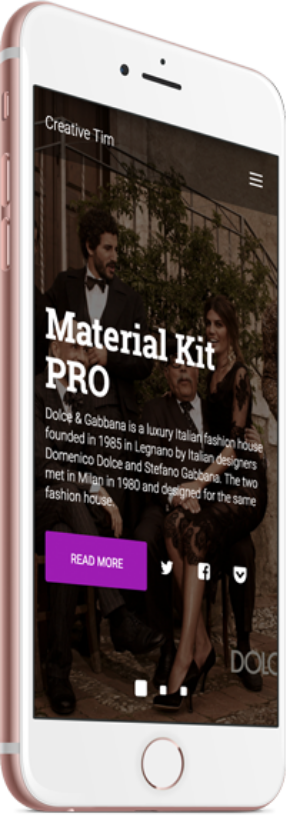 Creative Tim
Material Kit
PRO
Dolce & Gabbana is a luxury Italian fashion house
founded in 1985 in Legnano by Italian designers
Domenico Dolce and Stefano Gabbana. The two
met in Milan in 1980 and designed for the same
fashion house.
READ MORE
DOLC